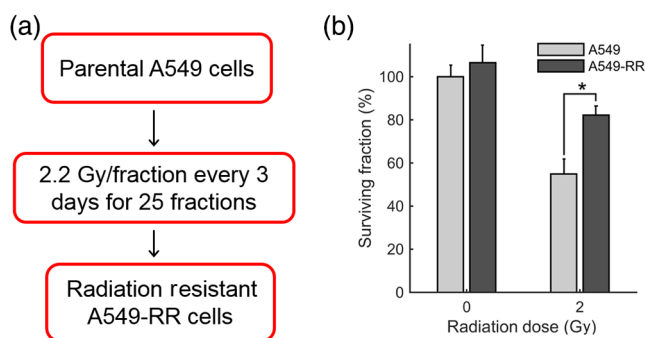 (a)
Parental A549 cells
2.2 Gy/fraction every 3
days for 25 fractions
Radiation resistant
A549-RR cells
(b)
A549
A549-RR
*
Surviving fraction (%)
100
80
60
40
20
0
0
2
Radiation dose (Gy)